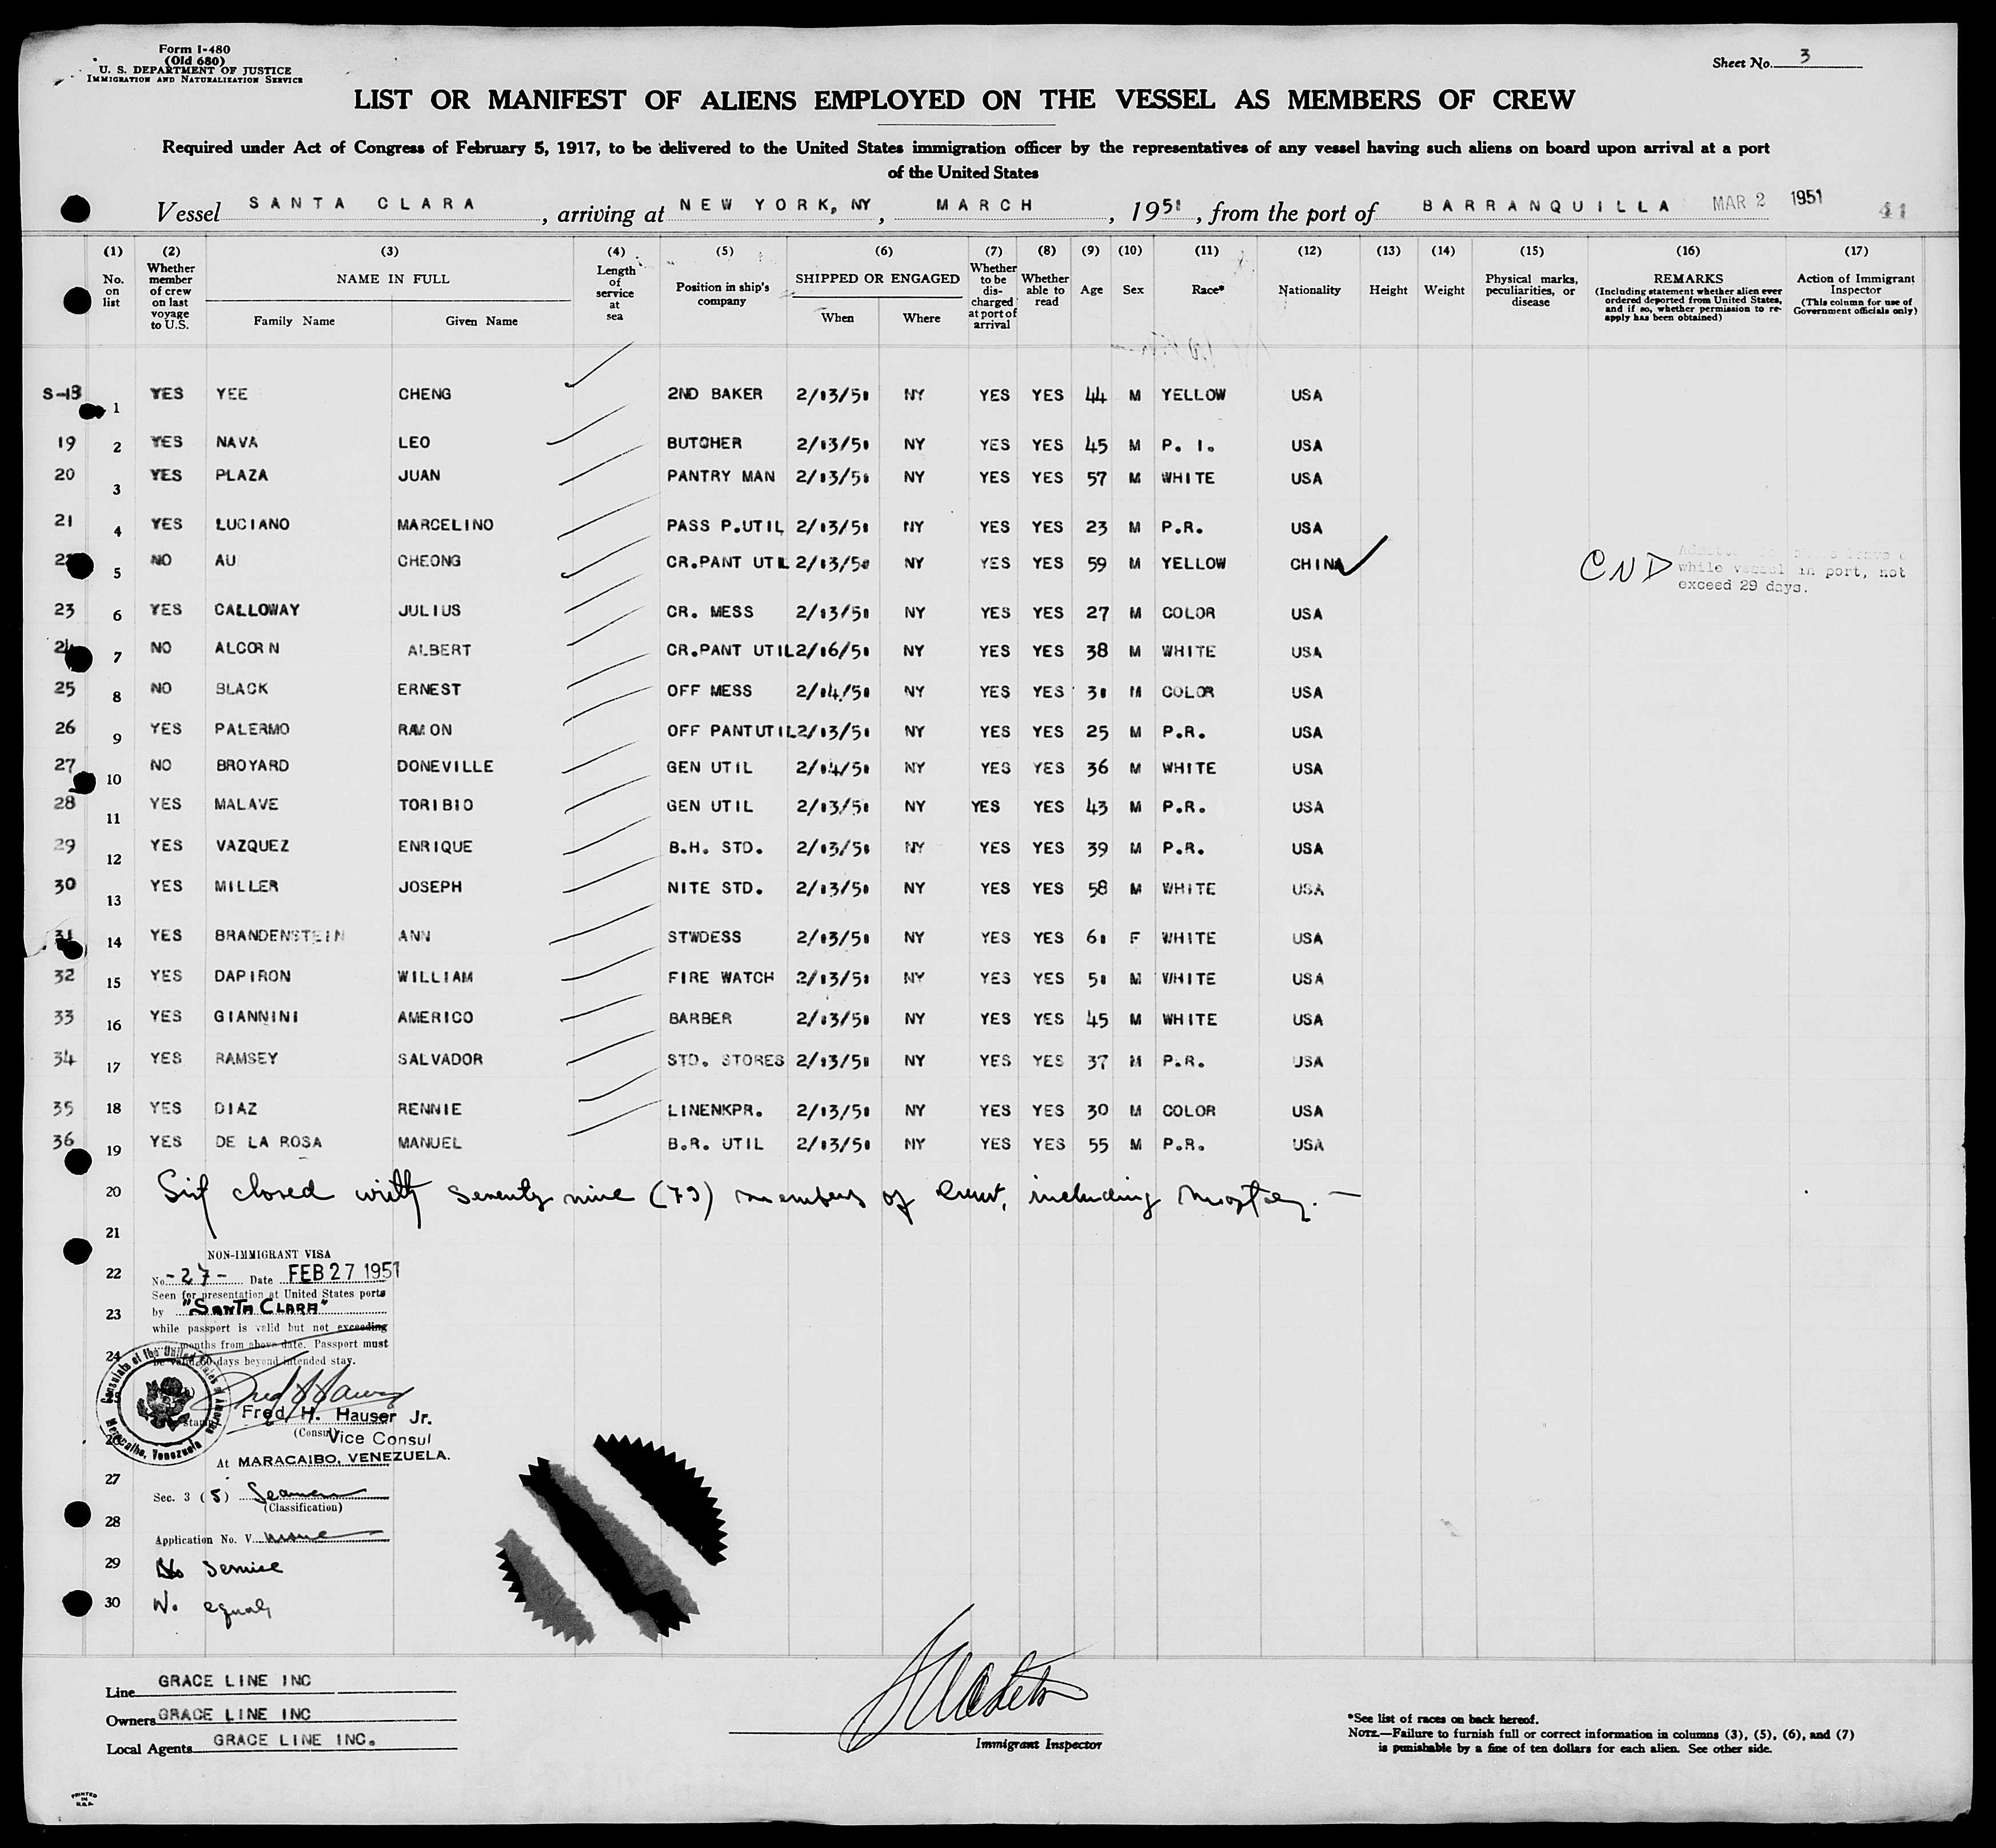 Form I-480
(Old 680)
U. S. DEPARTMENT OF JUSTICE
IMMIGRATION AND NATURALIZATION SERVICE
Sheet No. 3
LIST OR MANIFEST OF ALIENS EMPLOYED ON THE VESSEL AS MEMBERS OF CREW
Required under Act of Congress of February 5, 1917, to be delivered to the United States immigration officer by the representatives of any vessel having such aliens on board upon arrival at a port
of the United States
Vessel SANTA CLARA, arriving at NEW YORK, NY, MARCH, 1951, from the port of BARRANQUILLA MAR 2 1951 41
(1) (2) (3) (4) (5) (6) (7) (8) (9) (10) (11) (12) (13) (14) (15) (16) (17)
No. on list
Whether member of crew on last voyage to U.S.
NAME IN FULL
Family Name
Given Name
Length of service at sea
Position in ship's company
SHIPPED OR ENGAGED
When
Where
Whether to be discharged at port of arrival
Whether able to read
Age
Sex
Race*
Nationality
Height
Weight
Physical marks, peculiarities, or disease
REMARKS
(Including statement whether alien ever ordered deported from United States, and if so, whether permission to re-apply has been obtained)
Action of Immigrant Inspector
(This column for use of Government officials only)
S-18 1 YES YEE CHENG 2ND BAKER 2/13/51 NY YES YES 44 M YELLOW USA
19 2 YES NAVA LEO BUTCHER 2/13/51 NY YES YES 45 M P. I. USA
20 3 YES PLAZA JUAN PANTRY MAN 2/13/51 NY YES YES 57 M WHITE USA
21 4 YES LUCIANO MARCELINO PASS P.UTIL 2/13/51 NY YES YES 23 M P.R. USA
22 5 NO AU CHEONG CR.PANT UTIL 2/13/51 NY YES YES 59 M YELLOW CHINA CND while vessel in port, not
exceed 29 days.
23 6 YES CALLOWAY JULIUS CR. MESS 2/13/51 NY YES YES 27 M COLOR USA
24 7 NO ALCORN ALBERT CR.PANT UTIL 2/16/51 NY YES YES 38 M WHITE USA
25 8 NO BLACK ERNEST OFF MESS 2/14/51 NY YES YES 31 M COLOR USA
26 9 YES PALERMO RAMON OFF PANTUTIL 2/13/51 NY YES YES 25 M P.R. USA
27 10 NO BROYARD DONEVILLE GEN UTIL 2/14/51 NY YES YES 36 M WHITE USA
28 11 YES MALAVE TORIBIO GEN UTIL 2/13/51 NY YES YES 43 M P.R. USA
29 12 YES VAZQUEZ ENRIQUE B.H. STD. 2/13/51 NY YES YES 39 M P.R. USA
30 13 YES MILLER JOSEPH NITE STD. 2/13/51 NY YES YES 58 M WHITE USA
31 14 YES BRANDENSTEIN ANN STWDESS 2/13/51 NY YES YES 61 F WHITE USA
32 15 YES DAPIRON WILLIAM FIRE WATCH 2/13/51 NY YES YES 51 M WHITE USA
33 16 YES GIANNINI AMERICO BARBER 2/13/51 NY YES YES 45 M WHITE USA
34 17 YES RAMSEY SALVADOR STD. STORES 2/13/51 NY YES YES 37 M P.R. USA
35 18 YES DIAZ RENNIE LINENKPR. 2/13/51 NY YES YES 30 M COLOR USA
36 19 YES DE LA ROSA MANUEL B.R. UTIL 2/13/51 NY YES YES 55 M P.R. USA
20 closed with seventy nine (79) members of crew, including
21
NON-IMMIGRANT VISA
22 No. -27- Date FEB 27 1951
Seen for presentation at United States ports
23 by "SANTA CLARA"
while passport is valid but not exceeding
months from above date. Passport must
24 be valid 60 days beyond intended stay.
Consulate of the United States of America
Maracaibo, Venezuela
Fred H. Hauser Jr.
(Consul) Vice Consul
26
At MARACAIBO, VENEZUELA.
27
Sec. 3 (5) Seamen
(Classification)
28
Application No. V. none
29 No service
30 No. equal
Line GRACE LINE INC
Owners GRACE LINE INC
Local Agents GRACE LINE INC.
Immigrant Inspector
*See list of races on back hereof.
NOTE.—Failure to furnish full or correct information in columns (3), (5), (6), and (7)
is punishable by a fine of ten dollars for each alien. See other side.
PRINTED
IN
U.S.A.